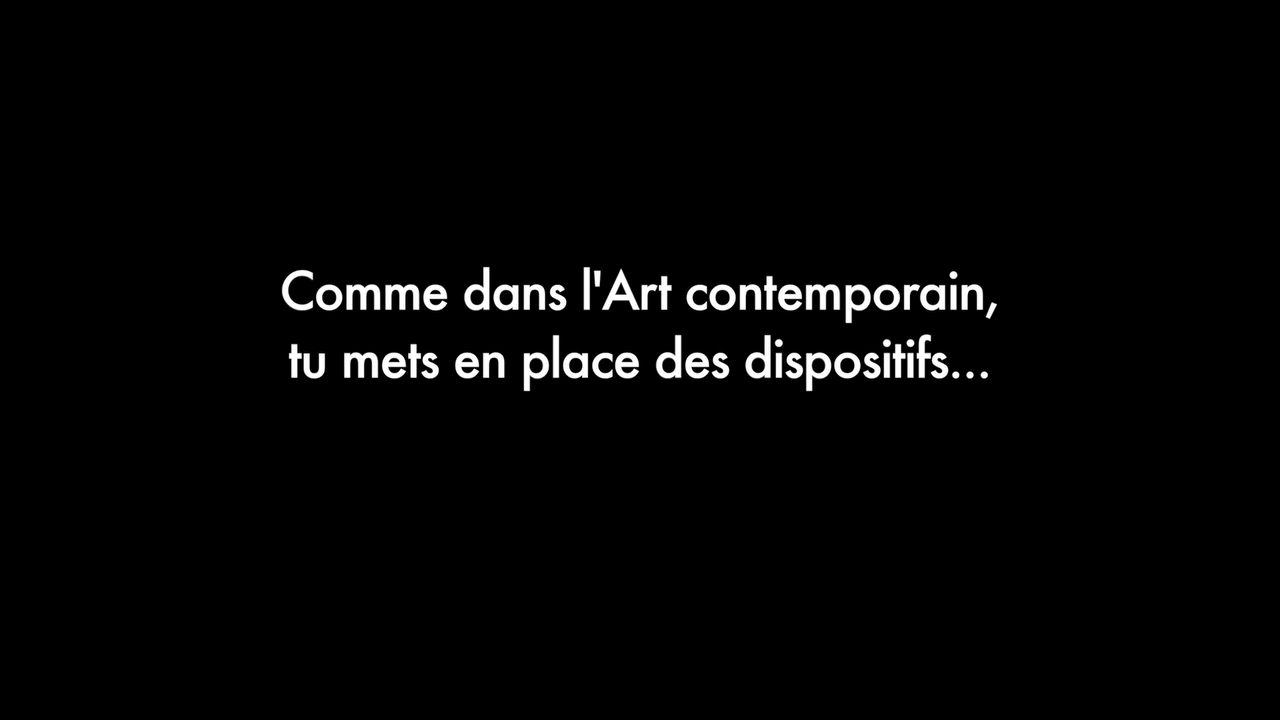 Comme dans l'Art contemporain,
tu mets en place des dispositifs...